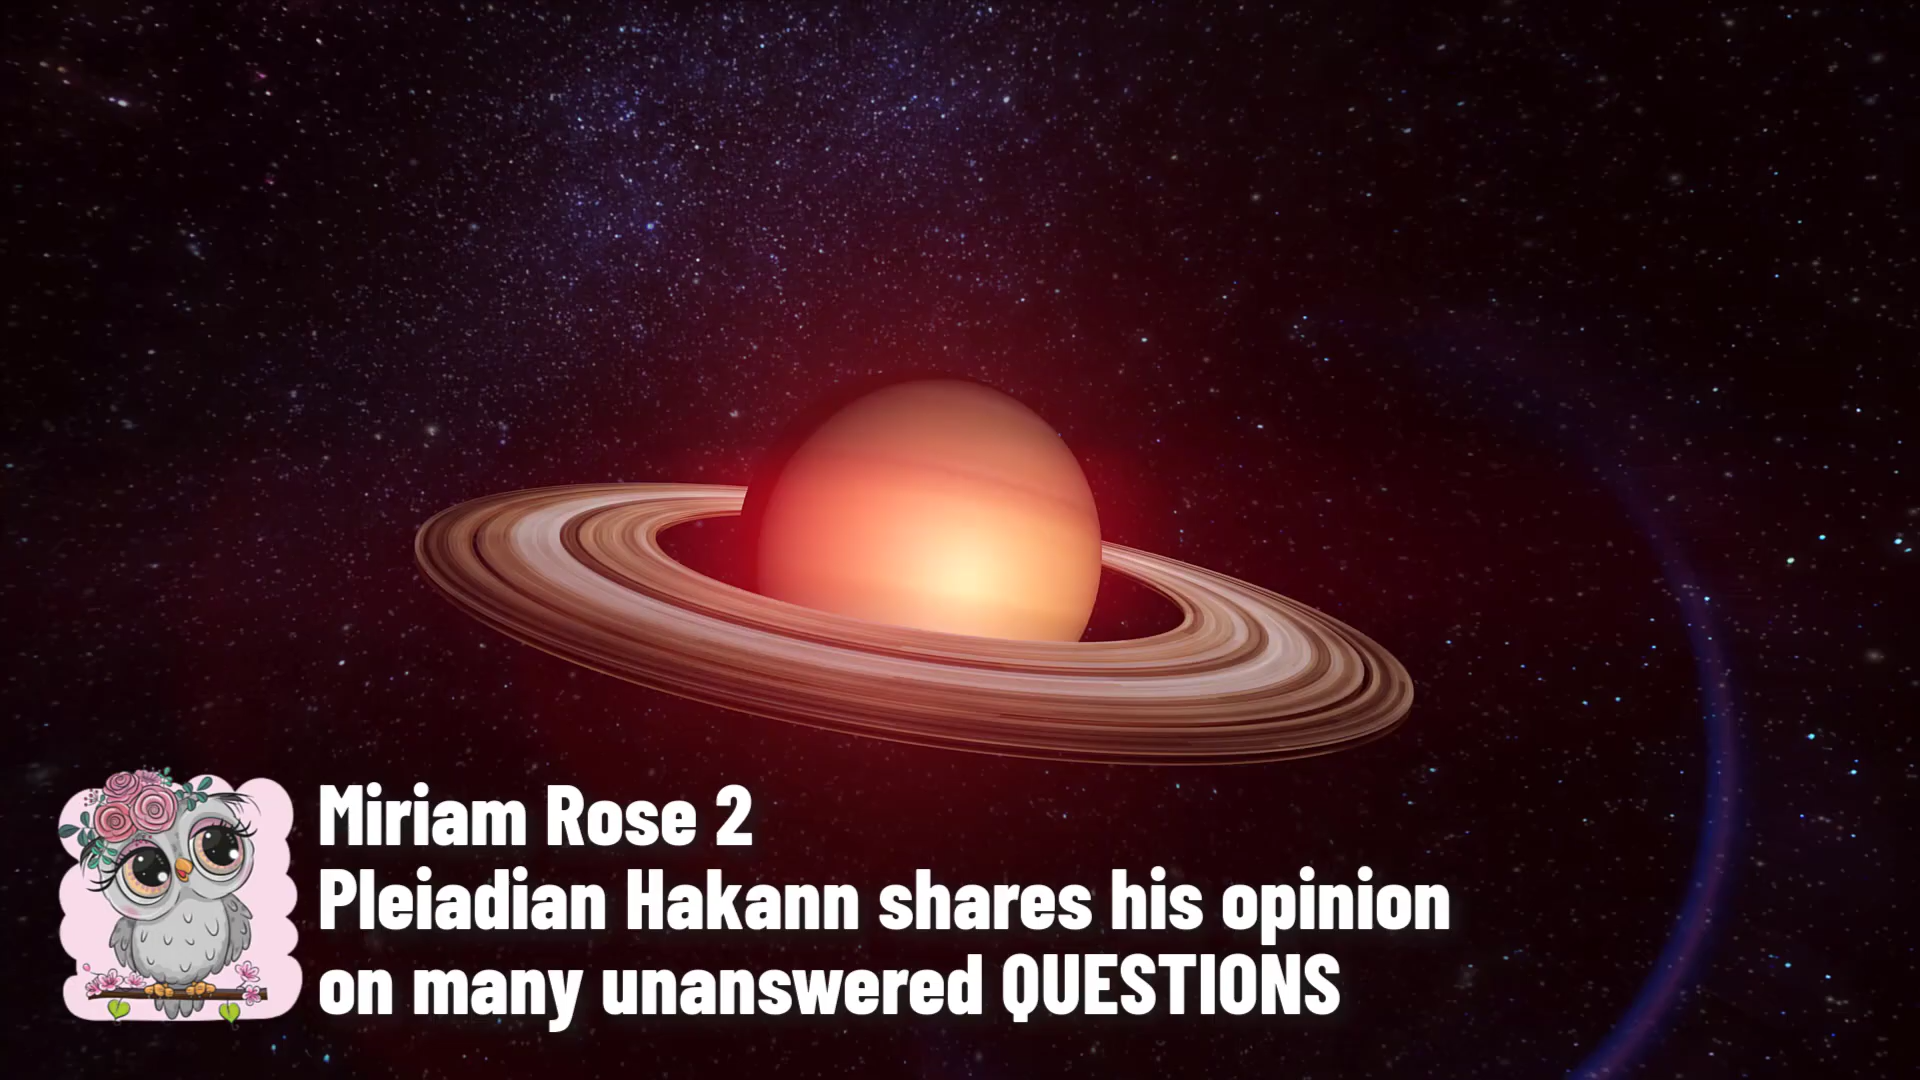 Miriam Rose 2
Pleiadian Hakann shares his opinion
on many unanswered QUESTIONS